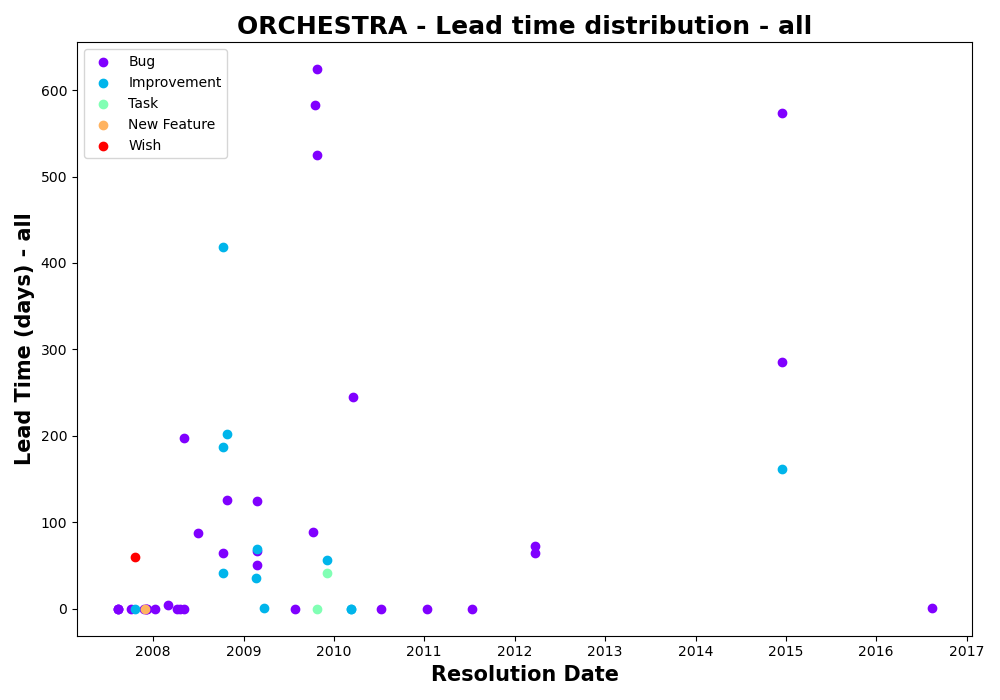 ORCHESTRA - Lead time distribution - all
Bug
Improvement
Task
New Feature
Wish
Lead Time (days) - all
600
500
400
300
200
100
0
2008 2009 2010 2011 2012 2013 2014 2015 2016 2017
Resolution Date